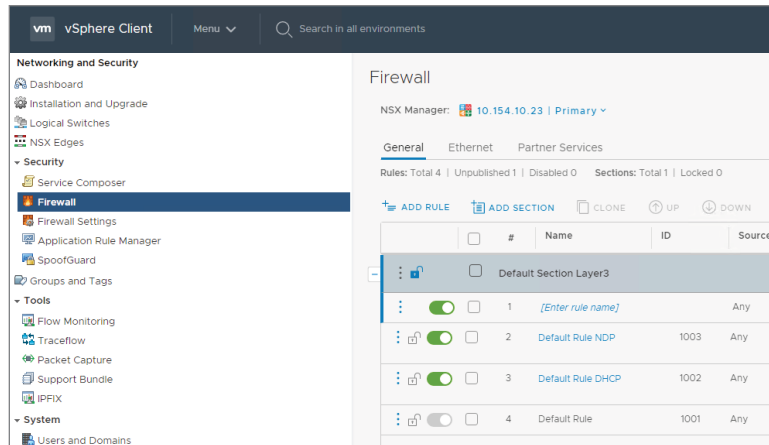 vm vSphere Client Menu Search in all environments
Networking and Security
Dashboard
Installation and Upgrade
Logical Switches
NSX Edges
Security
Service Composer
Firewall
Firewall Settings
Application Rule Manager
SpoofGuard
Groups and Tags
Tools
Flow Monitoring
Traceflow
Packet Capture
Support Bundle
IPFIX
System
Users and Domains
Firewall
NSX Manager: 10.154.10.23 | Primary
General Ethernet Partner Services
Rules: Total 4 | Unpublished 1 | Disabled 0 Sections: Total 1 | Locked 0
ADD RULE ADD SECTION CLONE UP DOWN
# Name ID Source
Default Section Layer3
1 [Enter rule name] Any
2 Default Rule NDP 1003 Any
3 Default Rule DHCP 1002 Any
4 Default Rule 1001 Any